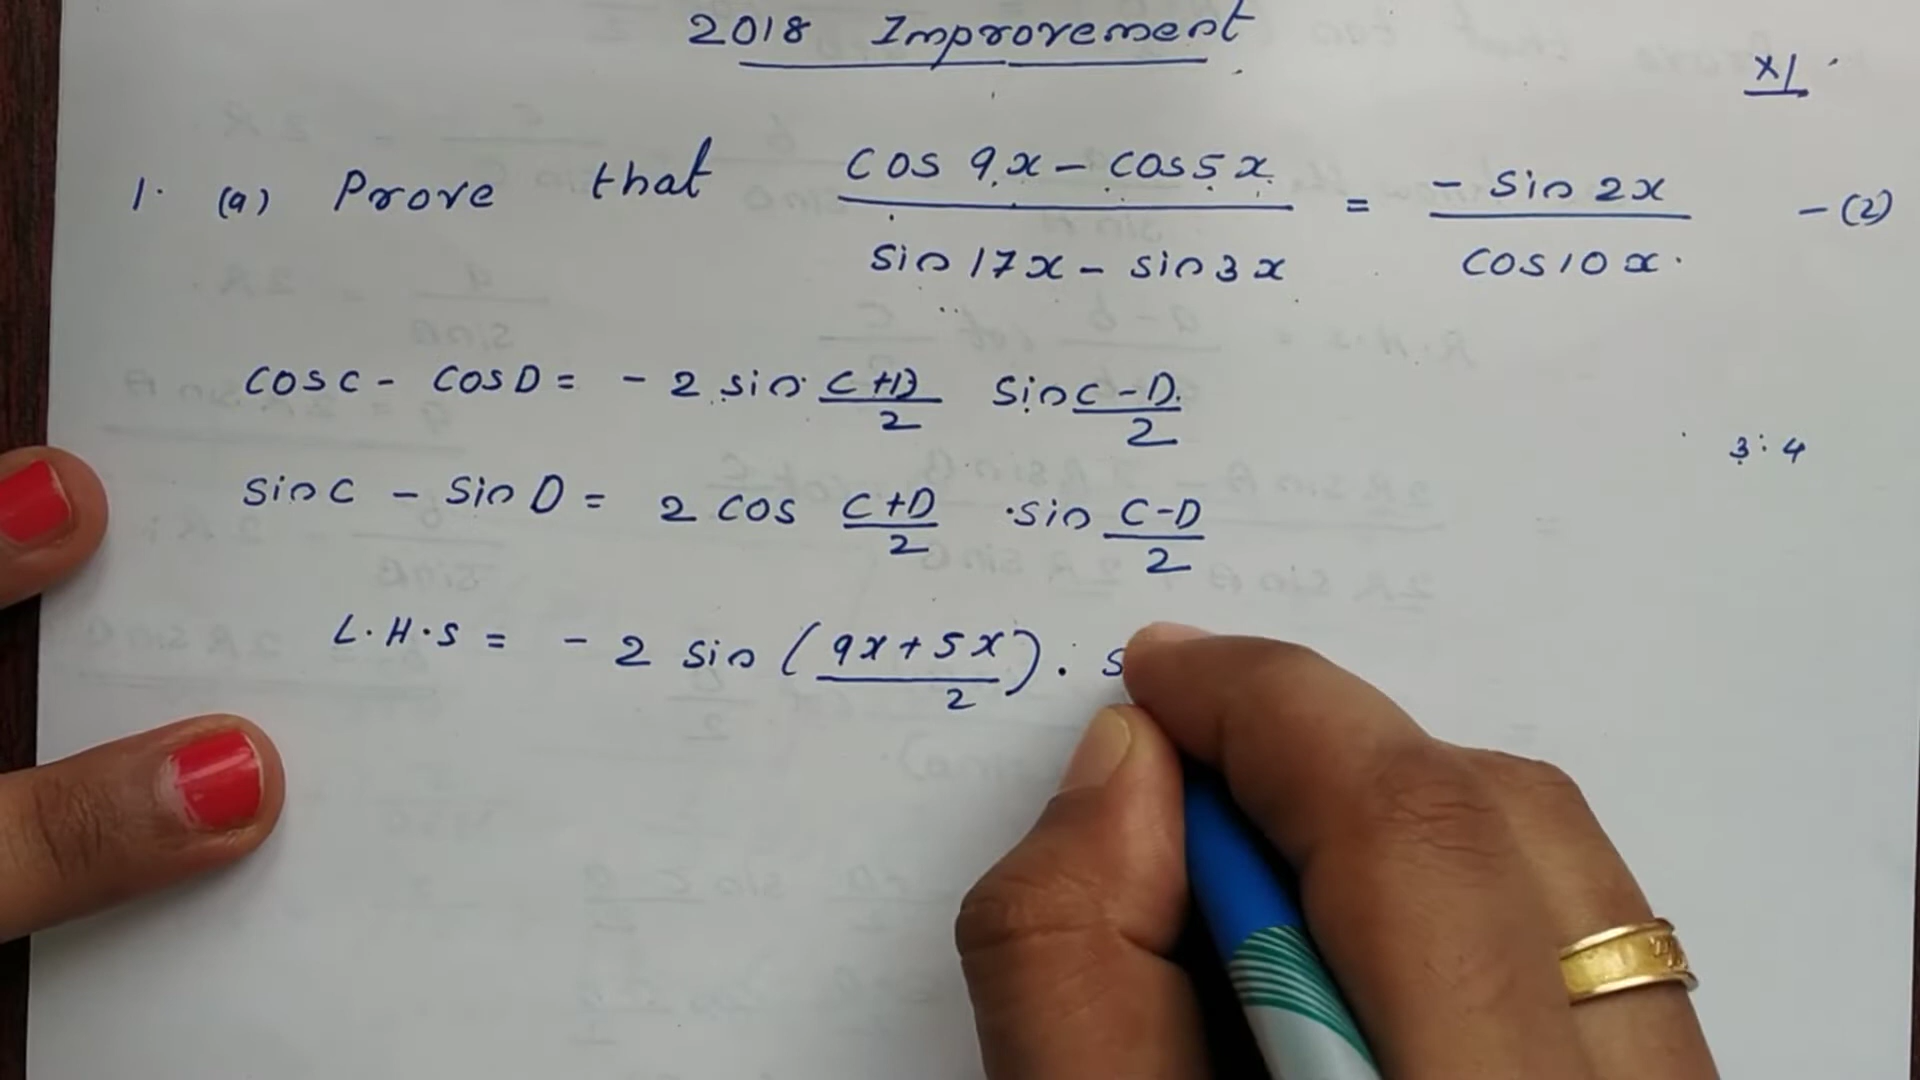 2018 Improvement
XI
1. (a) Prove that (cos 9x - cos 5x)/(sin 17x - sin 3x) = (- sin 2x)/(cos 10x). - (2)
cos C - cos D = - 2 sin (C+D)/2 sin (C-D)/2
3:4
sin C - sin D = 2 cos (C+D)/2 . sin (C-D)/2
L.H.S = - 2 sin ((9x+5x)/2) . s